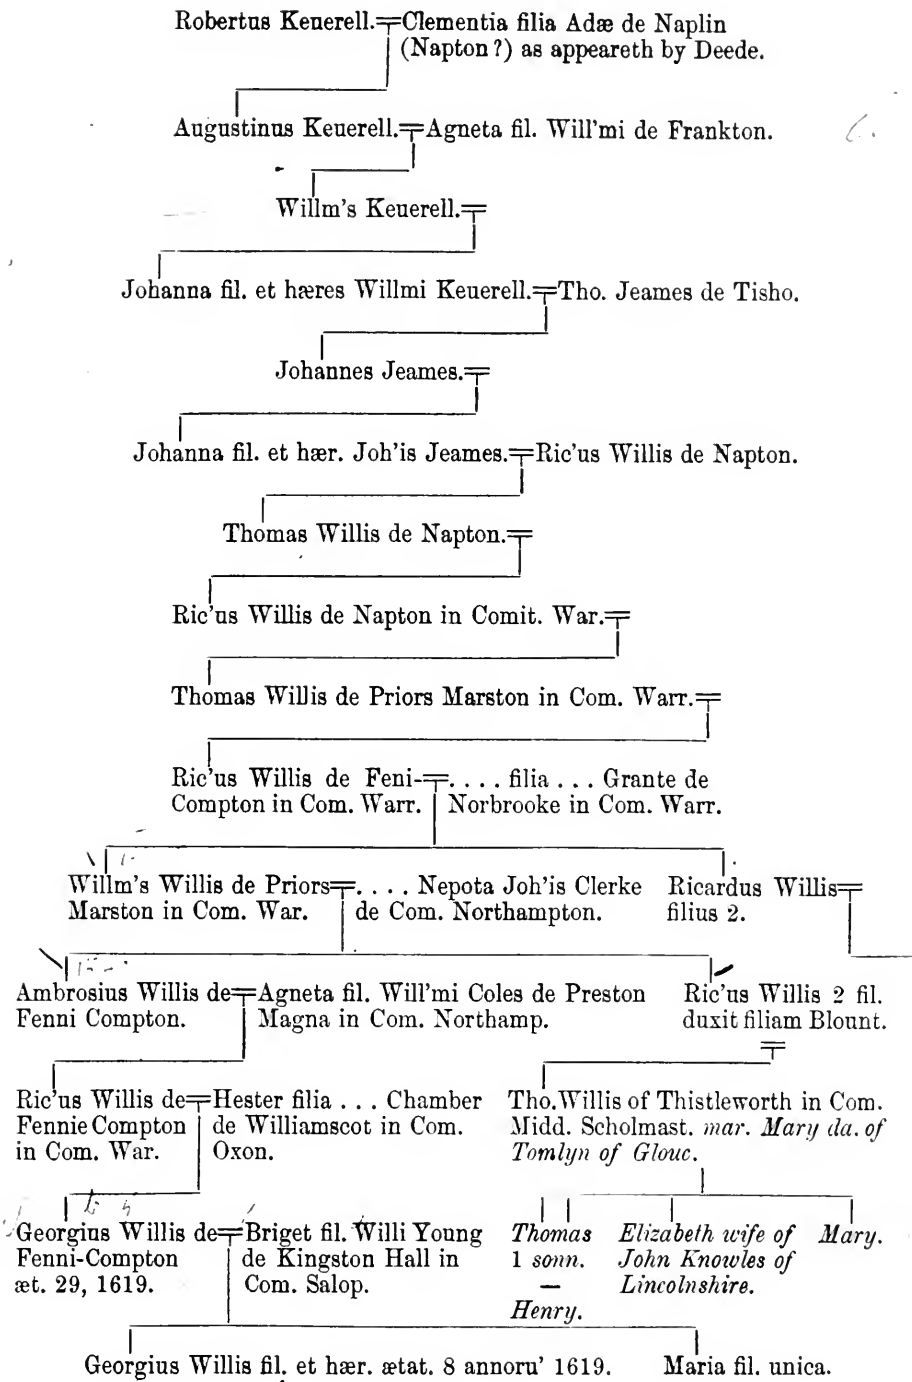 Robertus Keuerell.=Clementia filia Adæ de Naplin
(Napton?) as appeareth by Deede.
Augustinus Keuerell.=Agneta fil. Will'mi de Frankton.
Willm's Keuerell.=
Johanna fil. et hæres Willmi Keuerell.=Tho. Jeames de Tisho.
Johannes Jeames.=
Johanna fil. et hær. Joh'is Jeames.=Ric'us Willis de Napton.
Thomas Willis de Napton.=
Ric'us Willis de Napton in Comit. War.=
Thomas Willis de Priors Marston in Com. Warr.=
Ric'us Willis de Feni-=. . . . filia . . . Grante de
Compton in Com. Warr. Norbrooke in Com. Warr.
Willm's Willis de Priors=. . . . Nepota Joh'is Clerke Ricardus Willis=
Marston in Com. War. de Com. Northampton. filius 2.
Ambrosius Willis de=Agneta fil. Will'mi Coles de Preston Ric'us Willis 2 fil.
Fenni Compton. Magna in Com. Northamp. duxit filiam Blount.
=
Ric'us Willis de=Hester filia . . . Chamber Tho.Willis of Thistleworth in Com.
Fennie Compton de Williamscot in Com. Midd. Scholmast. mar. Mary da. of
in Com. War. Oxon. Tomlyn of Glouc.
Georgius Willis de=Briget fil. Willi Young Thomas Elizabeth wife of Mary.
Fenni-Compton de Kingston Hall in 1 sonn. John Knowles of
æt. 29, 1619. Com. Salop. — Lincolnshire.
Henry.
Georgius Willis fil. et hær. ætat. 8 annoru' 1619. Maria fil. unica.